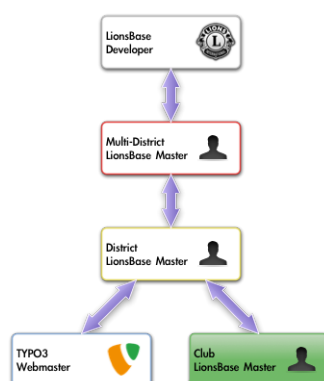 LionsBase
Developer
LIONS
L
Multi-District
LionsBase Master
District
LionsBase Master
TYPO3
Webmaster
Club
LionsBase Master